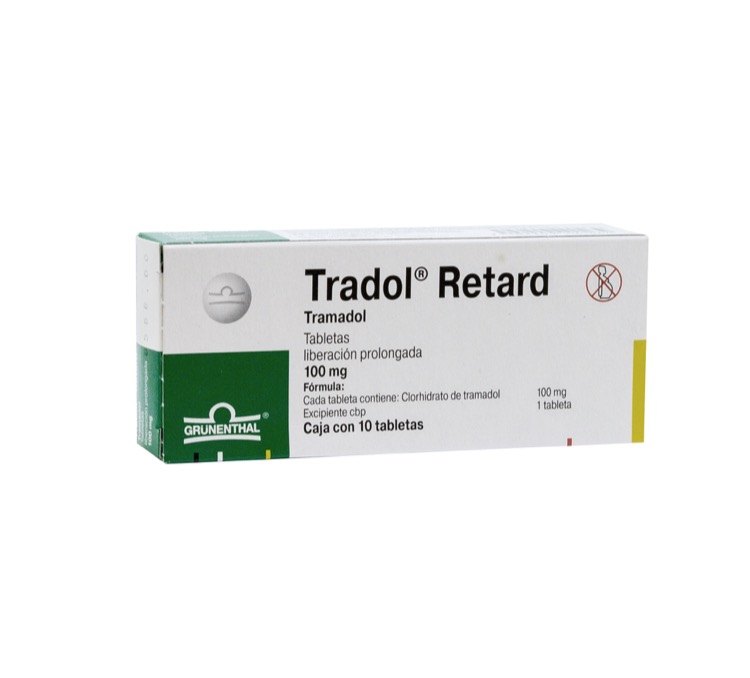 Tradol® Retard
Tramadol
Tabletas
liberación prolongada
100 mg
Fórmula:
Cada tableta contiene: Clorhidrato de tramadol 100 mg
Excipiente cbp 1 tableta
Caja con 10 tabletas
GRUNENTHAL®